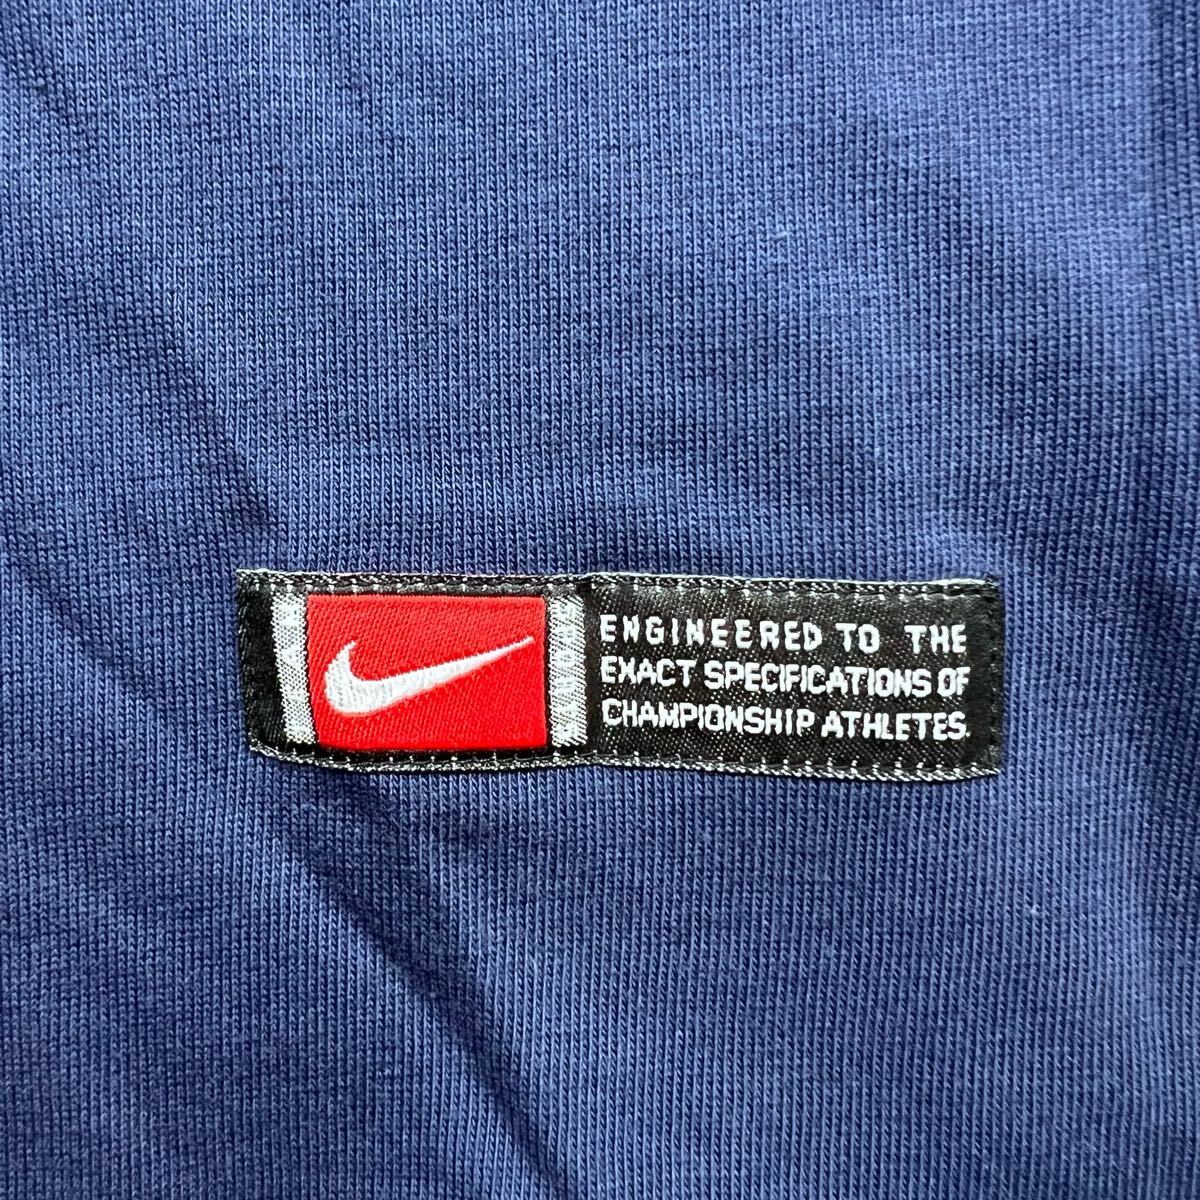 ENGINEERED TO THE
EXACT SPECIFICATIONS OF
CHAMPIONSHIP ATHLETES.